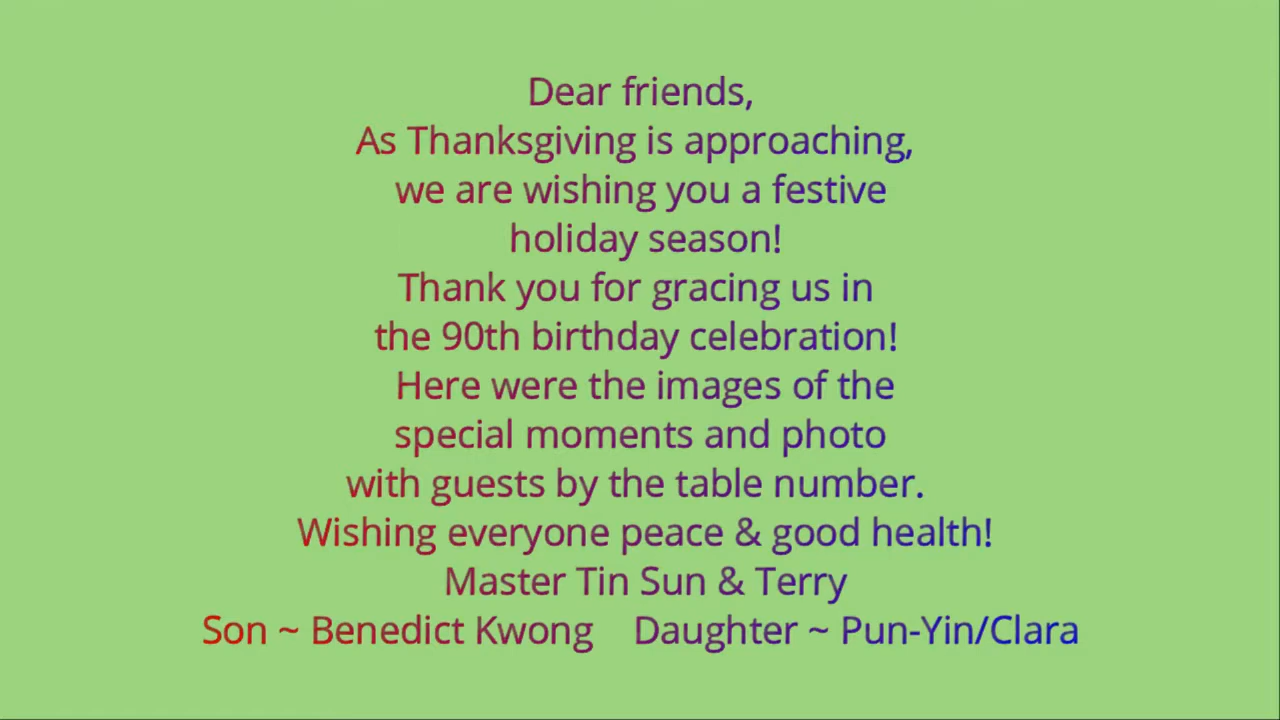 Dear friends,
As Thanksgiving is approaching,
we are wishing you a festive
holiday season!
Thank you for gracing us in
the 90th birthday celebration!
Here were the images of the
special moments and photo
with guests by the table number.
Wishing everyone peace & good health!
Master Tin Sun & Terry
Son ~ Benedict Kwong    Daughter ~ Pun-Yin/Clara